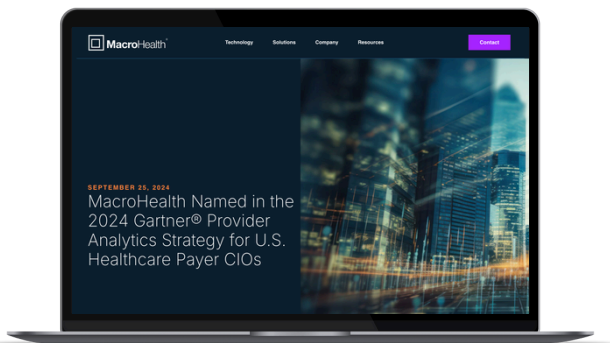 MacroHealth®
Technology
Solutions
Company
Resources
Contact
SEPTEMBER 25, 2024
MacroHealth Named in the
2024 Gartner® Provider
Analytics Strategy for U.S.
Healthcare Payer CIOs